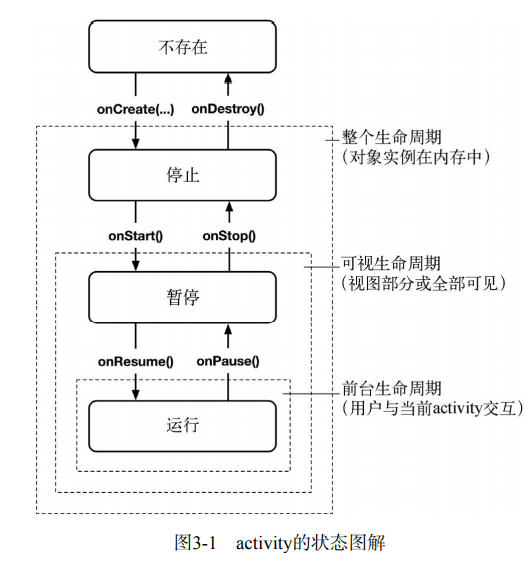 不存在
onCreate(...)
onDestroy()
整个生命周期
（对象实例在内存中）
停止
onStart()
onStop()
可视生命周期
（视图部分或全部可见）
暂停
onResume()
onPause()
前台生命周期
（用户与当前activity交互）
运行
图3-1 activity的状态图解